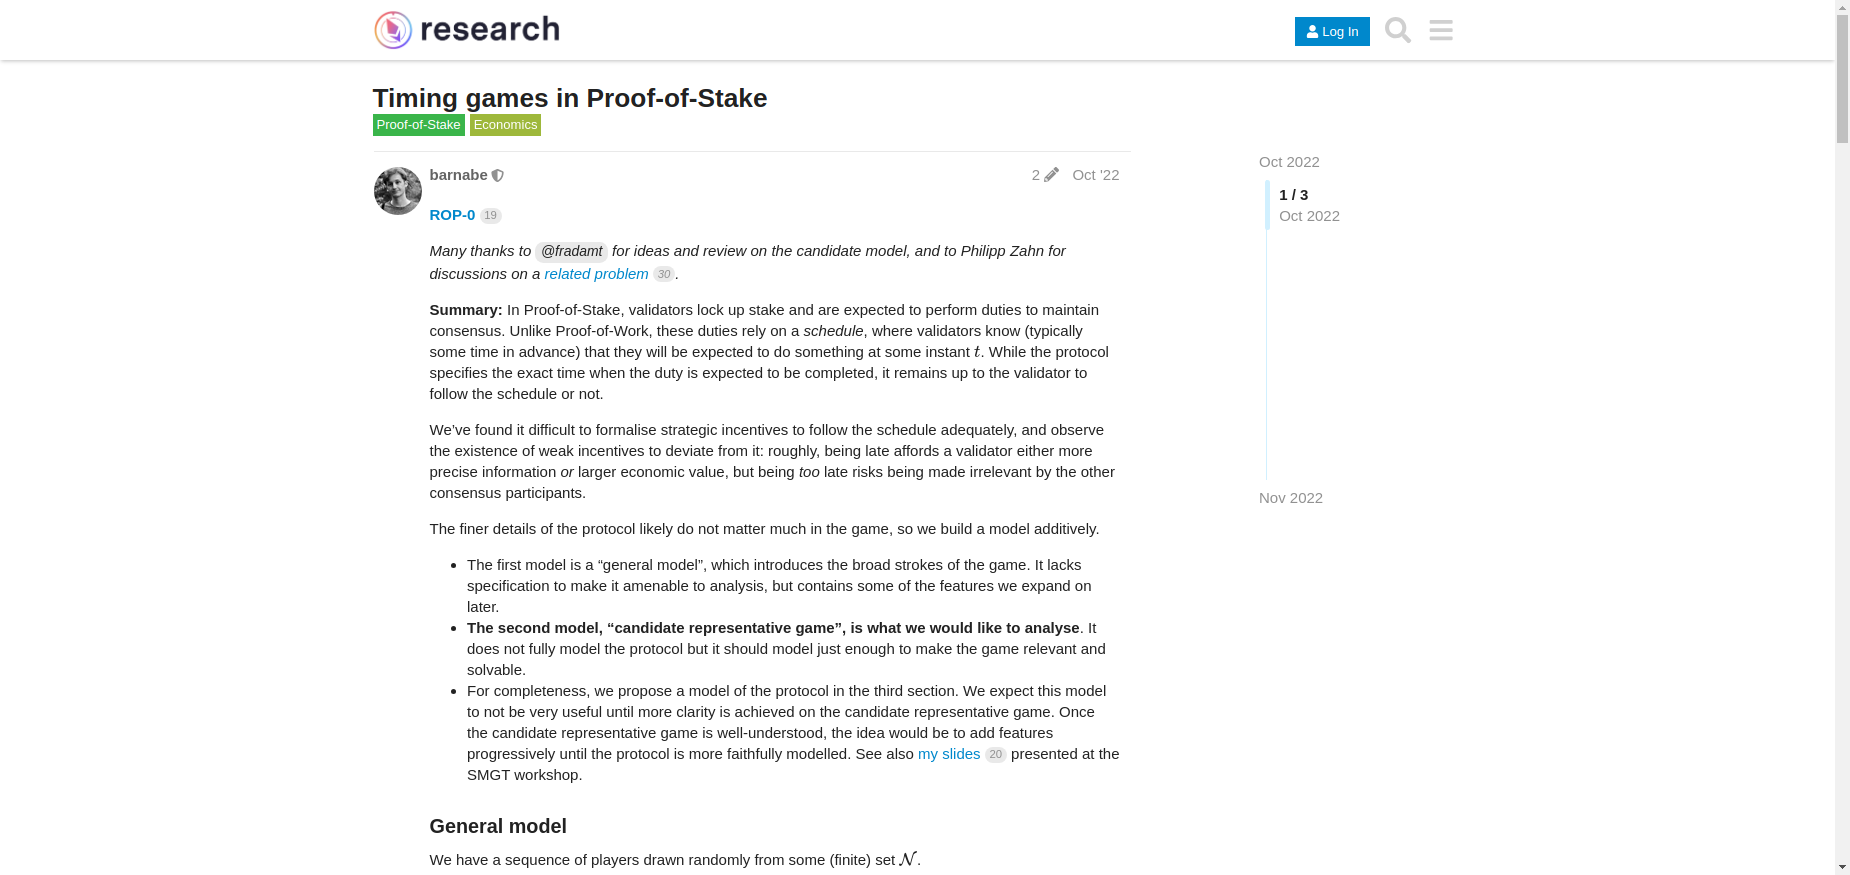 research
Log In
Timing games in Proof-of-Stake
Proof-of-Stake Economics
barnabe 2 Oct '22
ROP-0 19
Many thanks to @fradamt for ideas and review on the candidate model, and to Philipp Zahn for
discussions on a related problem 30.
Summary: In Proof-of-Stake, validators lock up stake and are expected to perform duties to maintain
consensus. Unlike Proof-of-Work, these duties rely on a schedule, where validators know (typically
some time in advance) that they will be expected to do something at some instant t. While the protocol
specifies the exact time when the duty is expected to be completed, it remains up to the validator to
follow the schedule or not.
We’ve found it difficult to formalise strategic incentives to follow the schedule adequately, and observe
the existence of weak incentives to deviate from it: roughly, being late affords a validator either more
precise information or larger economic value, but being too late risks being made irrelevant by the other
consensus participants.
The finer details of the protocol likely do not matter much in the game, so we build a model additively.
• The first model is a “general model”, which introduces the broad strokes of the game. It lacks
specification to make it amenable to analysis, but contains some of the features we expand on
later.
• The second model, “candidate representative game”, is what we would like to analyse. It
does not fully model the protocol but it should model just enough to make the game relevant and
solvable.
• For completeness, we propose a model of the protocol in the third section. We expect this model
to not be very useful until more clarity is achieved on the candidate representative game. Once
the candidate representative game is well-understood, the idea would be to add features
progressively until the protocol is more faithfully modelled. See also my slides 20 presented at the
SMGT workshop.
General model
We have a sequence of players drawn randomly from some (finite) set 𝒩.
Oct 2022
1 / 3
Oct 2022
Nov 2022